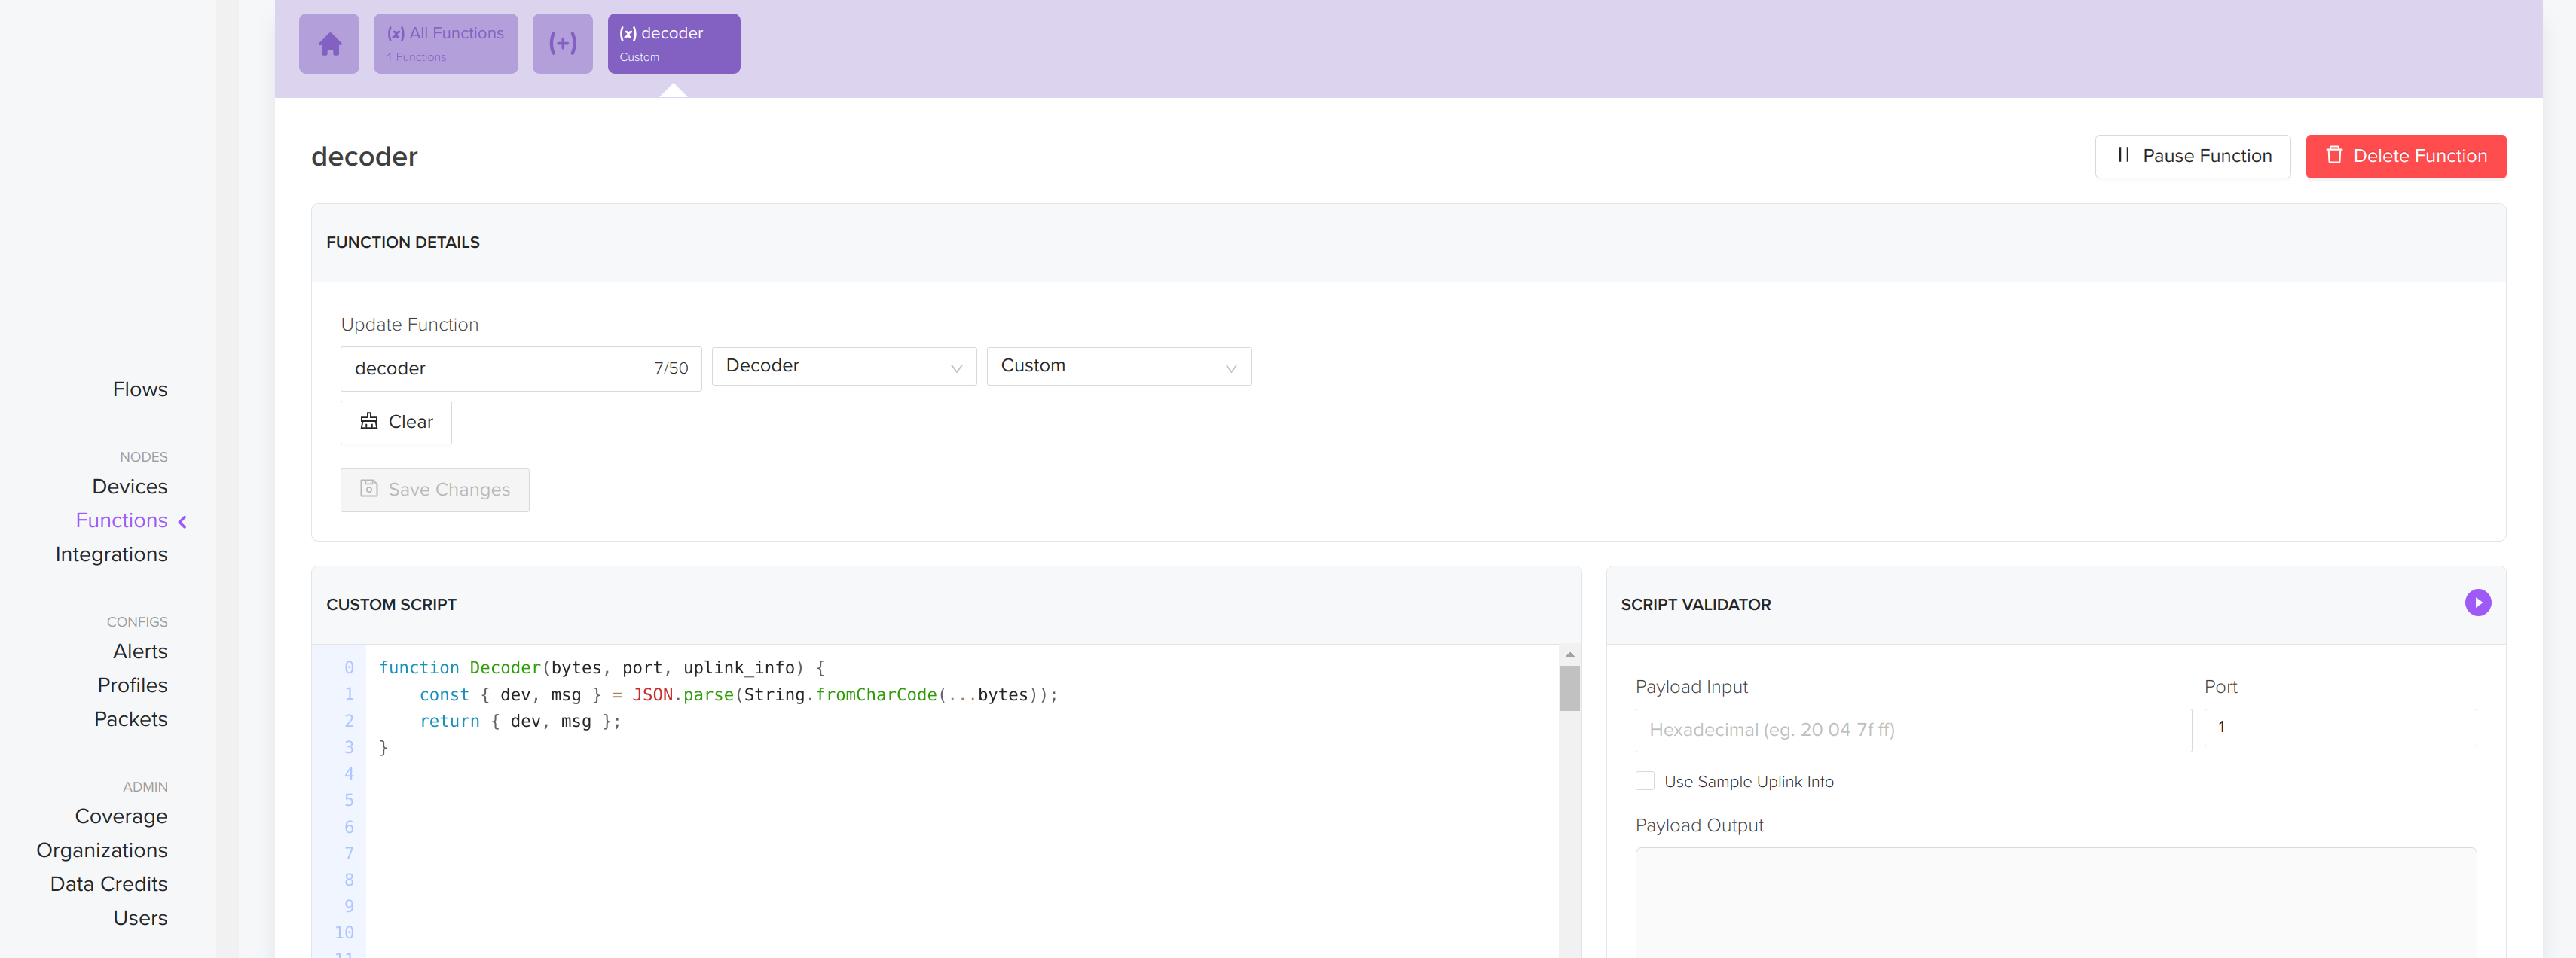 (x) All Functions
1 Functions
(+)
(x) decoder
Custom
decoder
Pause Function
Delete Function
FUNCTION DETAILS
Update Function
decoder
7/50
Decoder
Custom
Clear
Save Changes
Flows
NODES
Devices
Functions
Integrations
CONFIGS
Alerts
Profiles
Packets
ADMIN
Coverage
Organizations
Data Credits
Users
CUSTOM SCRIPT
0 function Decoder(bytes, port, uplink_info) {
1     const { dev, msg } = JSON.parse(String.fromCharCode(...bytes));
2     return { dev, msg };
3 }
4
5
6
7
8
9
10
11
SCRIPT VALIDATOR
Payload Input
Port
Hexadecimal (eg. 20 04 7f ff)
1
Use Sample Uplink Info
Payload Output